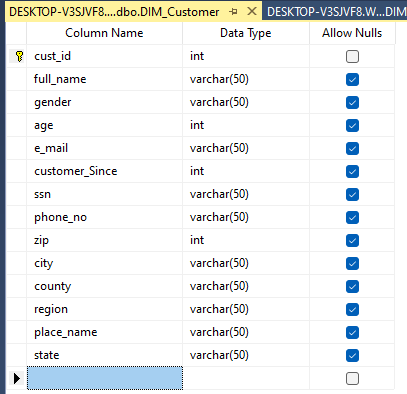 DESKTOP-V3SJVF8....dbo.DIM_Customer DESKTOP-V3SJVF8.W...DIM
Column Name Data Type Allow Nulls
cust_id int
full_name varchar(50)
gender varchar(50)
age int
e_mail varchar(50)
customer_Since int
ssn varchar(50)
phone_no varchar(50)
zip int
city varchar(50)
county varchar(50)
region varchar(50)
place_name varchar(50)
state varchar(50)